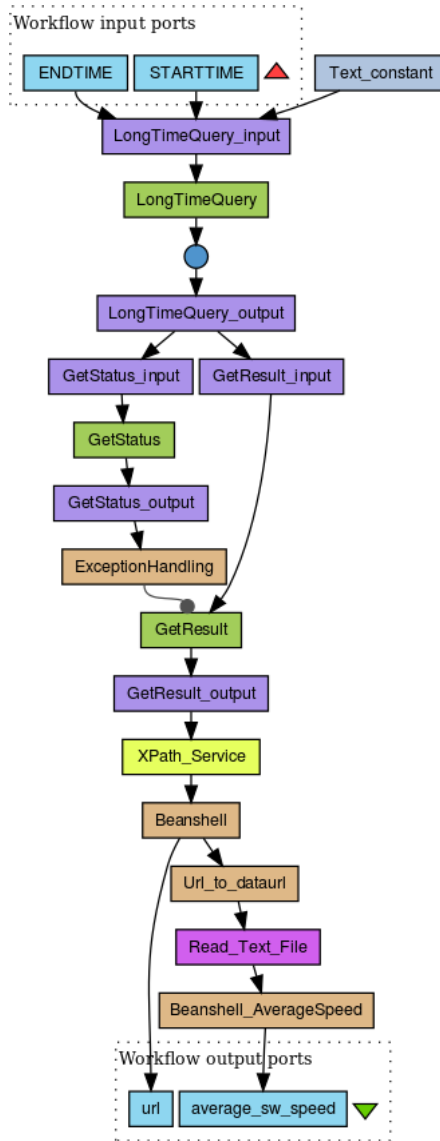 Workflow input ports
ENDTIME
STARTTIME
Text_constant
LongTimeQuery_input
LongTimeQuery
LongTimeQuery_output
GetStatus_input
GetResult_input
GetStatus
GetStatus_output
ExceptionHandling
GetResult
GetResult_output
XPath_Service
Beanshell
Url_to_dataurl
Read_Text_File
Beanshell_AverageSpeed
Workflow output ports
url
average_sw_speed